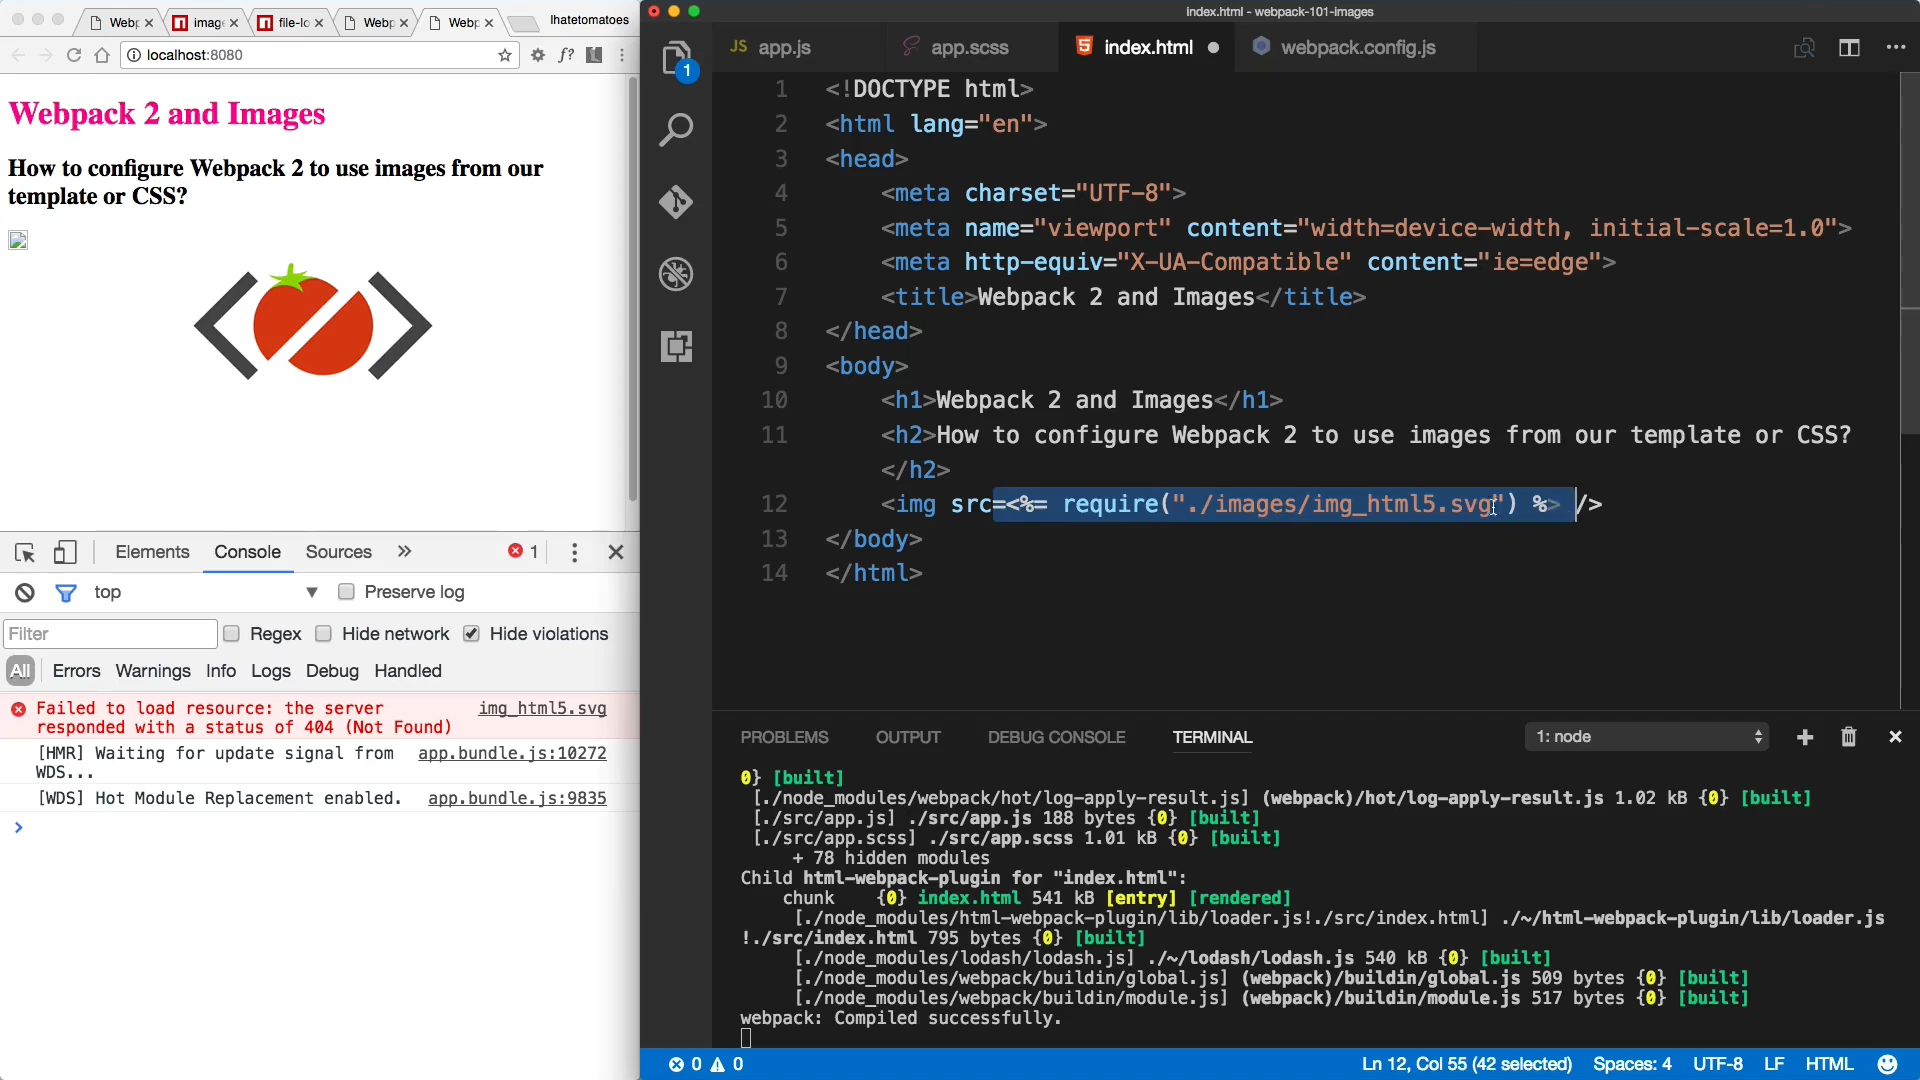 Webp
imag
file-lo
Webp
Webp
Ihatetomatoes
localhost:8080
f?
Webpack 2 and Images
How to configure Webpack 2 to use images from our
template or CSS?
Elements
Console
Sources
»
1
top
Preserve log
Filter
Regex
Hide network
Hide violations
All
Errors
Warnings
Info
Logs
Debug
Handled
Failed to load resource: the server
responded with a status of 404 (Not Found)
img_html5.svg
[HMR] Waiting for update signal from
WDS...
app.bundle.js:10272
[WDS] Hot Module Replacement enabled.
app.bundle.js:9835
index.html - webpack-101-images
1
JS app.js
app.scss
5 index.html
webpack.config.js
1 <!DOCTYPE html>
2 <html lang="en">
3 <head>
4 <meta charset="UTF-8">
5 <meta name="viewport" content="width=device-width, initial-scale=1.0">
6 <meta http-equiv="X-UA-Compatible" content="ie=edge">
7 <title>Webpack 2 and Images</title>
8 </head>
9 <body>
10 <h1>Webpack 2 and Images</h1>
11 <h2>How to configure Webpack 2 to use images from our template or CSS?
</h2>
12 <img src=<%= require("./images/img_html5.svg") %> />
13 </body>
14 </html>
PROBLEMS
OUTPUT
DEBUG CONSOLE
TERMINAL
1: node
0} [built]
[./node_modules/webpack/hot/log-apply-result.js] (webpack)/hot/log-apply-result.js 1.02 kB {0} [built]
[./src/app.js] ./src/app.js 188 bytes {0} [built]
[./src/app.scss] ./src/app.scss 1.01 kB {0} [built]
+ 78 hidden modules
Child html-webpack-plugin for "index.html":
chunk {0} index.html 541 kB [entry] [rendered]
[./node_modules/html-webpack-plugin/lib/loader.js!./src/index.html] ./~/html-webpack-plugin/lib/loader.js
!./src/index.html 795 bytes {0} [built]
[./node_modules/lodash/lodash.js] ./~/lodash/lodash.js 540 kB {0} [built]
[./node_modules/webpack/buildin/global.js] (webpack)/buildin/global.js 509 bytes {0} [built]
[./node_modules/webpack/buildin/module.js] (webpack)/buildin/module.js 517 bytes {0} [built]
webpack: Compiled successfully.
0
0
Ln 12, Col 55 (42 selected)
Spaces: 4
UTF-8
LF
HTML